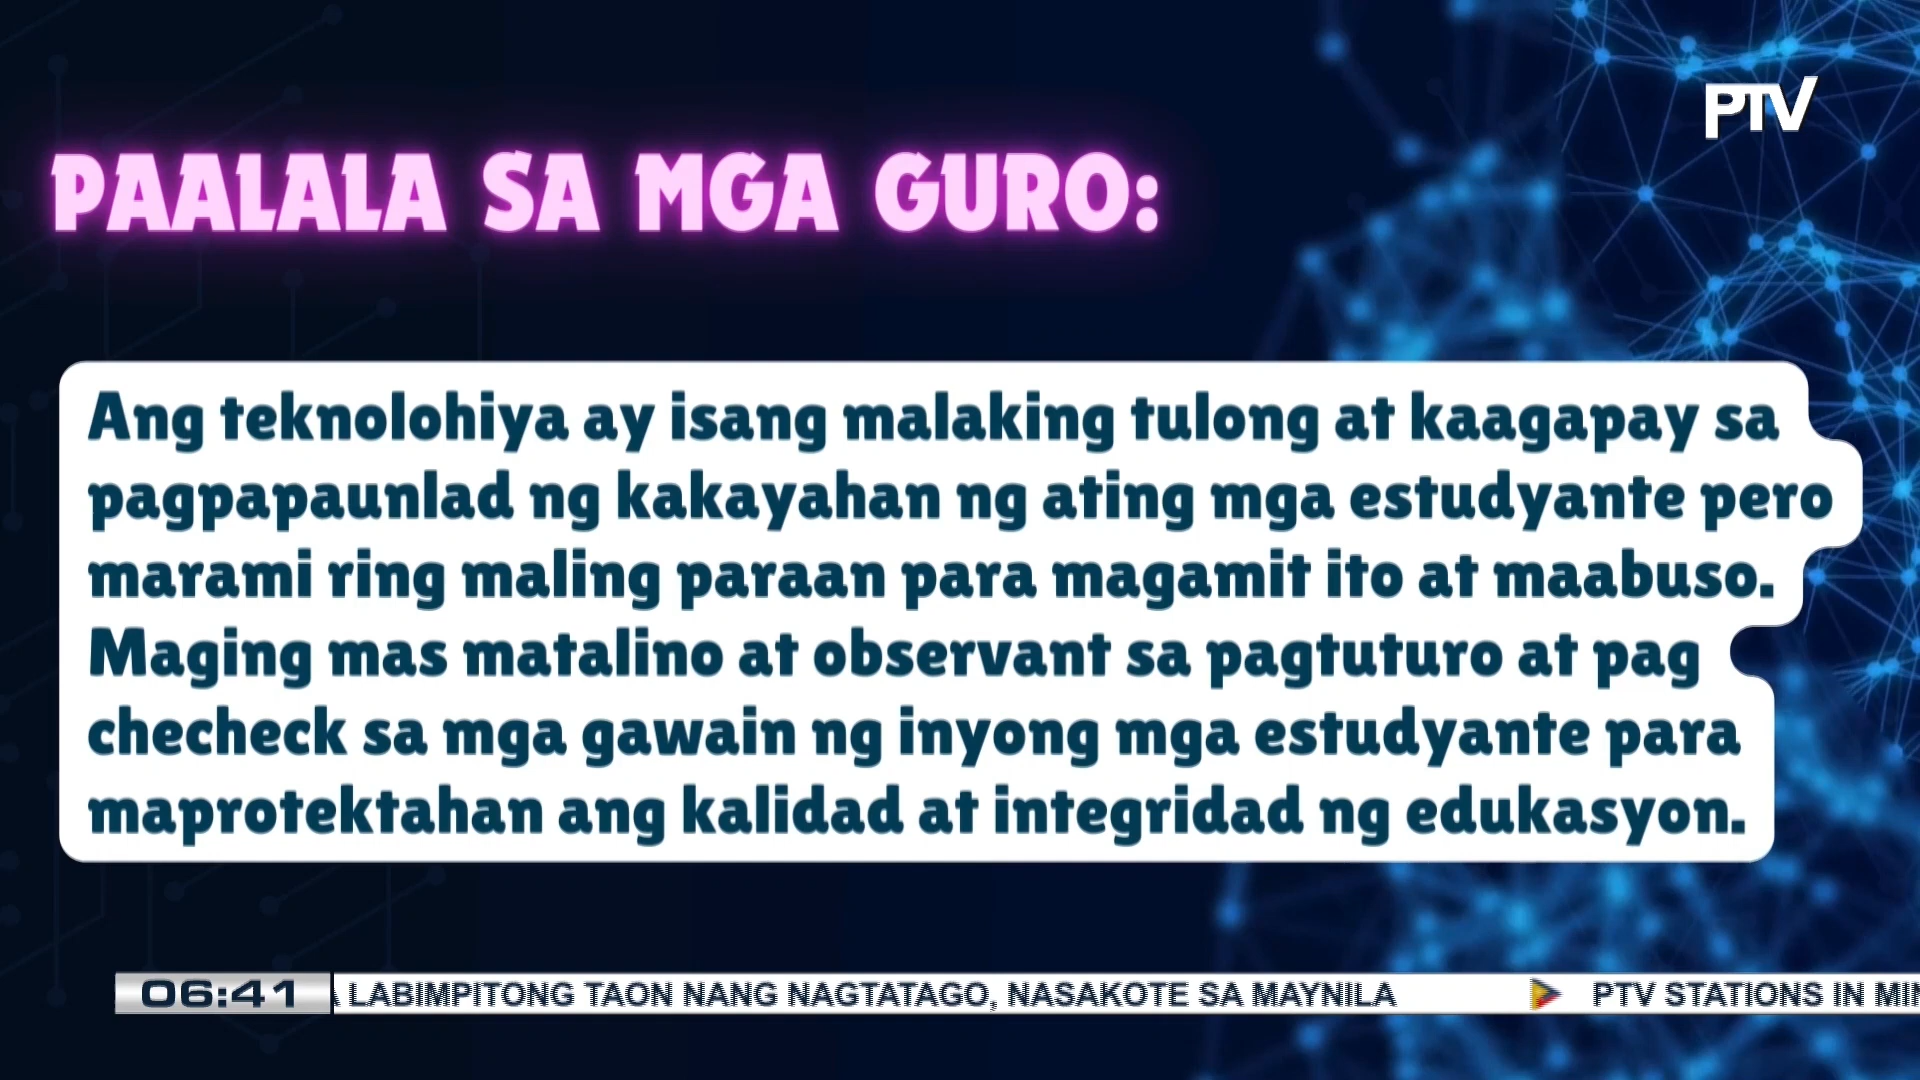 PTV
PAALALA SA MGA GURO:
Ang teknolohiya ay isang malaking tulong at kaagapay sa
pagpapaunlad ng kakayahan ng ating mga estudyante pero
marami ring maling paraan para magamit ito at maabuso.
Maging mas matalino at observant sa pagtuturo at pag
checheck sa mga gawain ng inyong mga estudyante para
maprotektahan ang kalidad at integridad ng edukasyon.
06:41 LABIMPITONG TAON NANG NAGTATAGO, NASAKOTE SA MAYNILA PTV STATIONS IN